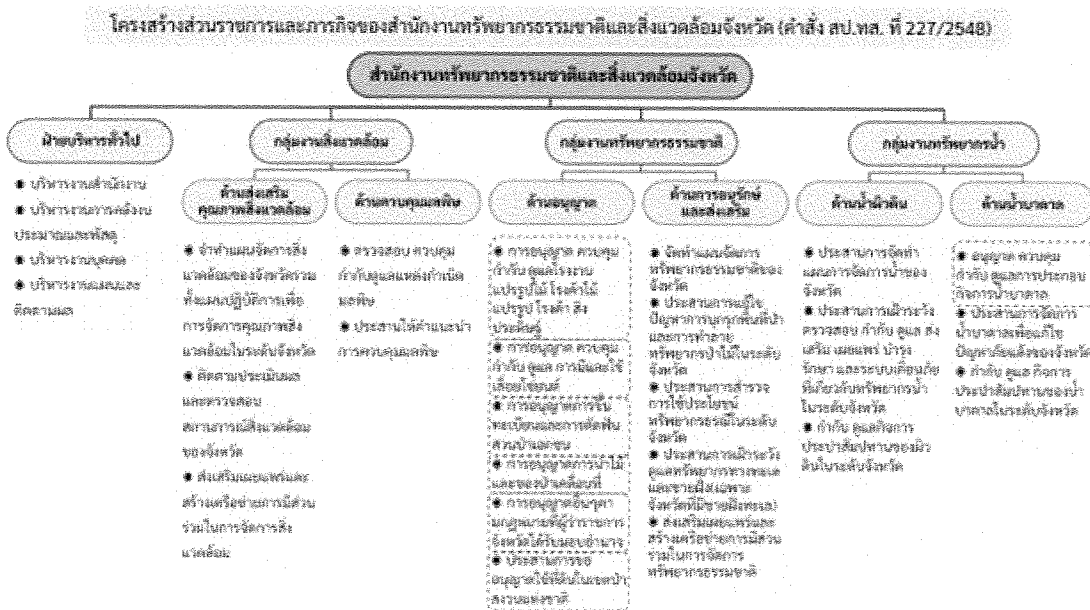 โครงสร้างส่วนราชการและภารกิจของสำนักงานทรัพยากรธรรมชาติและสิ่งแวดล้อมจังหวัด (คำสั่ง สป.ทส. ที่ 227/2548)
สำนักงานทรัพยากรธรรมชาติและสิ่งแวดล้อมจังหวัด
ฝ่ายบริหารทั่วไป
● บริหารงานสำนักงาน
● บริหารงานการคลังงบ
ประมาณและพัสดุ
● บริหารงานบุคคล
● บริหารงานแผนและ
ติดตามผล
กลุ่มงานสิ่งแวดล้อม
ด้านส่งเสริม
คุณภาพสิ่งแวดล้อม
● จัดทำแผนจัดการสิ่ง
แวดล้อมของจังหวัดรวม
ทั้งแผนปฏิบัติการเพื่อ
การจัดการคุณภาพสิ่ง
แวดล้อมในระดับจังหวัด
● ติดตามประเมินผล
และตรวจสอบ
สถานการณ์สิ่งแวดล้อม
ของจังหวัด
● ส่งเสริมเผยแพร่และ
สร้างเครือข่ายการมีส่วน
ร่วมในการจัดการสิ่ง
แวดล้อม
ด้านควบคุมมลพิษ
● ตรวจสอบ ควบคุม
กำกับดูแลแหล่งกำเนิด
มลพิษ
● ประสานให้คำแนะนำ
การควบคุมมลพิษ
กลุ่มงานทรัพยากรธรรมชาติ
ด้านอนุญาต
● การอนุญาต ควบคุม
กำกับ ดูแลโรงงาน
แปรรูปไม้ โรงค้าไม้
แปรรูป โรงค้า สิ่ง
ประดิษฐ์
● การอนุญาต ควบคุม
กำกับ ดูแล การมีและใช้
เลื่อยโซ่ยนต์
● การอนุญาตการขึ้น
ทะเบียนและการตัดฟัน
สวนป่าเอกชน
● การอนุญาตการนำไม้
และของป่าเคลื่อนที่
● การอนุญาตอื่นๆตา
มกฎหมายที่ผู้ว่าราชการ
จังหวัดได้รับมอบอำนาจ
● ประสานการขอ
อนุญาตใช้ที่ดินในเขตป่า
สงวนแห่งชาติ
ด้านการอนุรักษ์
และส่งเสริม
● จัดทำแผนจัดการ
ทรัพยากรธรรมชาติของ
จังหวัด
● ประสานการแก้ไข
ปัญหาการบุกรุกพื้นที่ป่า
และการทำลาย
ทรัพยากรป่าไม้ในระดับ
จังหวัด
● ประสานการสำรวจ
การใช้ประโยชน์
ทรัพยากรธรณีในระดับ
จังหวัด
● ประสานการเฝ้าระวัง
ดูแลทรัพยากรทางทะเล
และชายฝั่ง(เฉพาะ
จังหวัดที่มีชายฝั่งทะเล)
● ส่งเสริมเผยแพร่และ
สร้างเครือข่ายการมีส่วน
ร่วมในการจัดการ
ทรัพยากรธรรมชาติ
กลุ่มงานทรัพยากรน้ำ
ด้านน้ำผิวดิน
● ประสานการจัดทำ
แผนการจัดการน้ำของ
จังหวัด
● ประสานการเฝ้าระวัง
ตรวจสอบ กำกับ ดูแล ส่ง
เสริม เผยแพร่ บำรุง
รักษา และระบบเตือนภัย
ที่เกี่ยวกับทรัพยากรน้ำ
ในระดับจังหวัด
● กำกับ ดูแลกิจการ
ประปาสัมปทานของผิว
ดินในระดับจังหวัด
ด้านน้ำบาดาล
● อนุญาต ควบคุม
กำกับ ดูแลการประกอบ
กิจการน้ำบาดาล
● ประสานการจัดการ
น้ำบาดาลเพื่อแก้ไข
ปัญหาภัยแล้งของจังหวัด
● กำกับ ดูแล กิจการ
ประปาสัมปทานของน้ำ
บาดาลในระดับจังหวัด